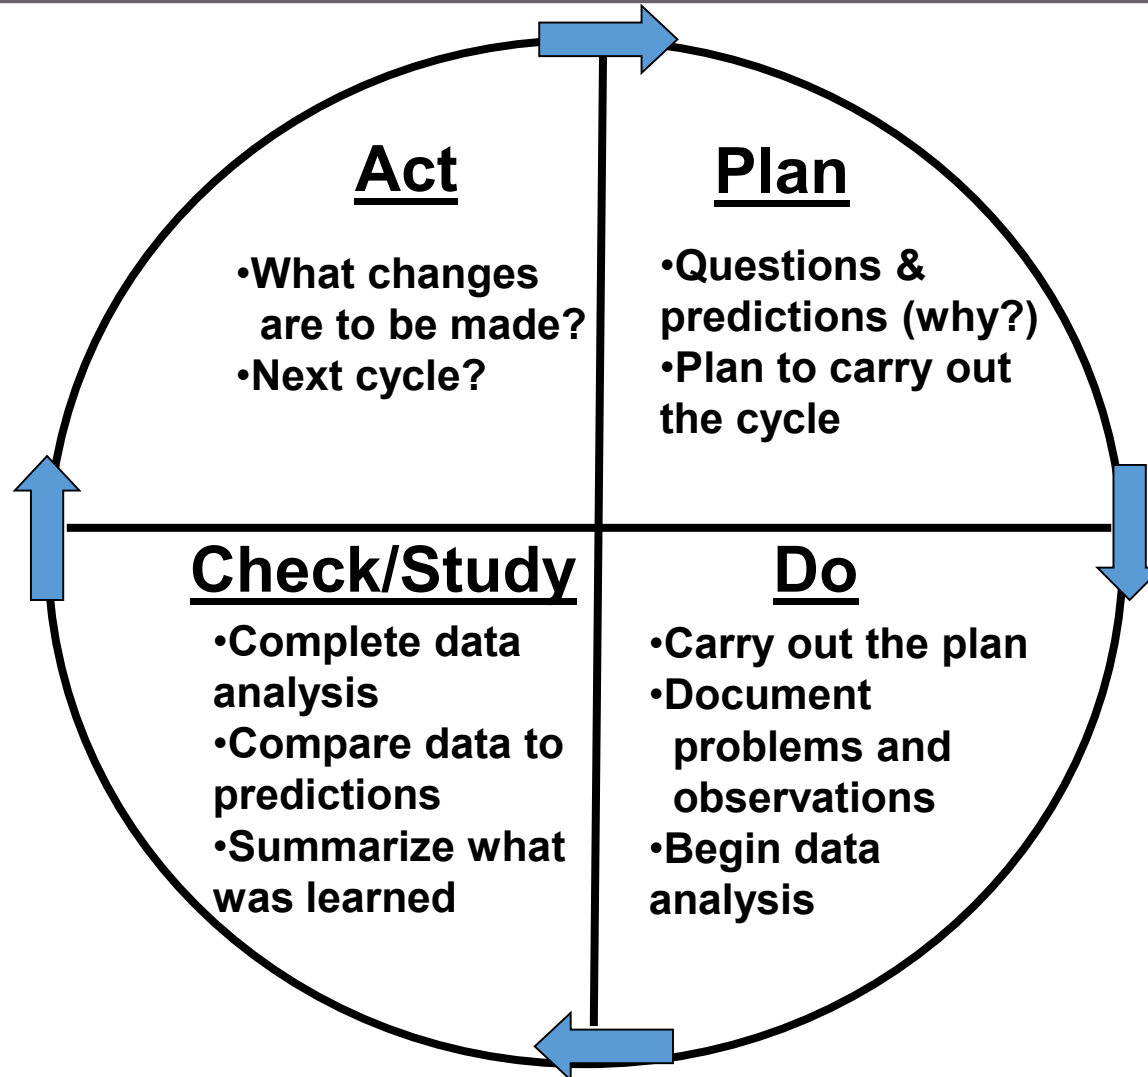 Act
•What changes
are to be made?
•Next cycle?
Plan
•Questions &
predictions (why?)
•Plan to carry out
the cycle
Check/Study
•Complete data
analysis
•Compare data to
predictions
•Summarize what
was learned
Do
•Carry out the plan
•Document
problems and
observations
•Begin data
analysis